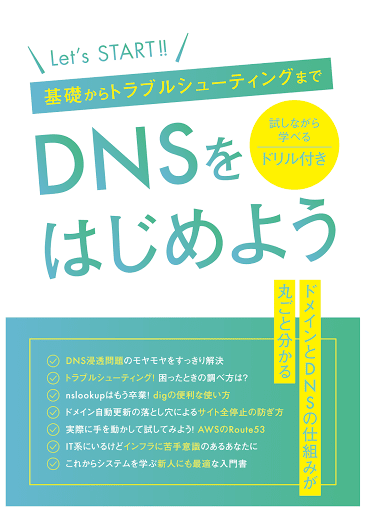 Let's START!!
基礎からトラブルシューティングまで
DNSを
はじめよう
試しながら
学べる
ドリル付き
ドメインとDNSの仕組みが
丸ごと分かる
DNS浸透問題のモヤモヤをすっきり解決
トラブルシューティング! 困ったときの調べ方は?
nslookupはもう卒業! digの便利な使い方
ドメイン自動更新の落とし穴によるサイト全停止の防ぎ方
実際に手を動かして試してみよう! AWSのRoute53
IT系にいるけどインフラに苦手意識のあるあなたに
これからシステムを学ぶ新人にも最適な入門書